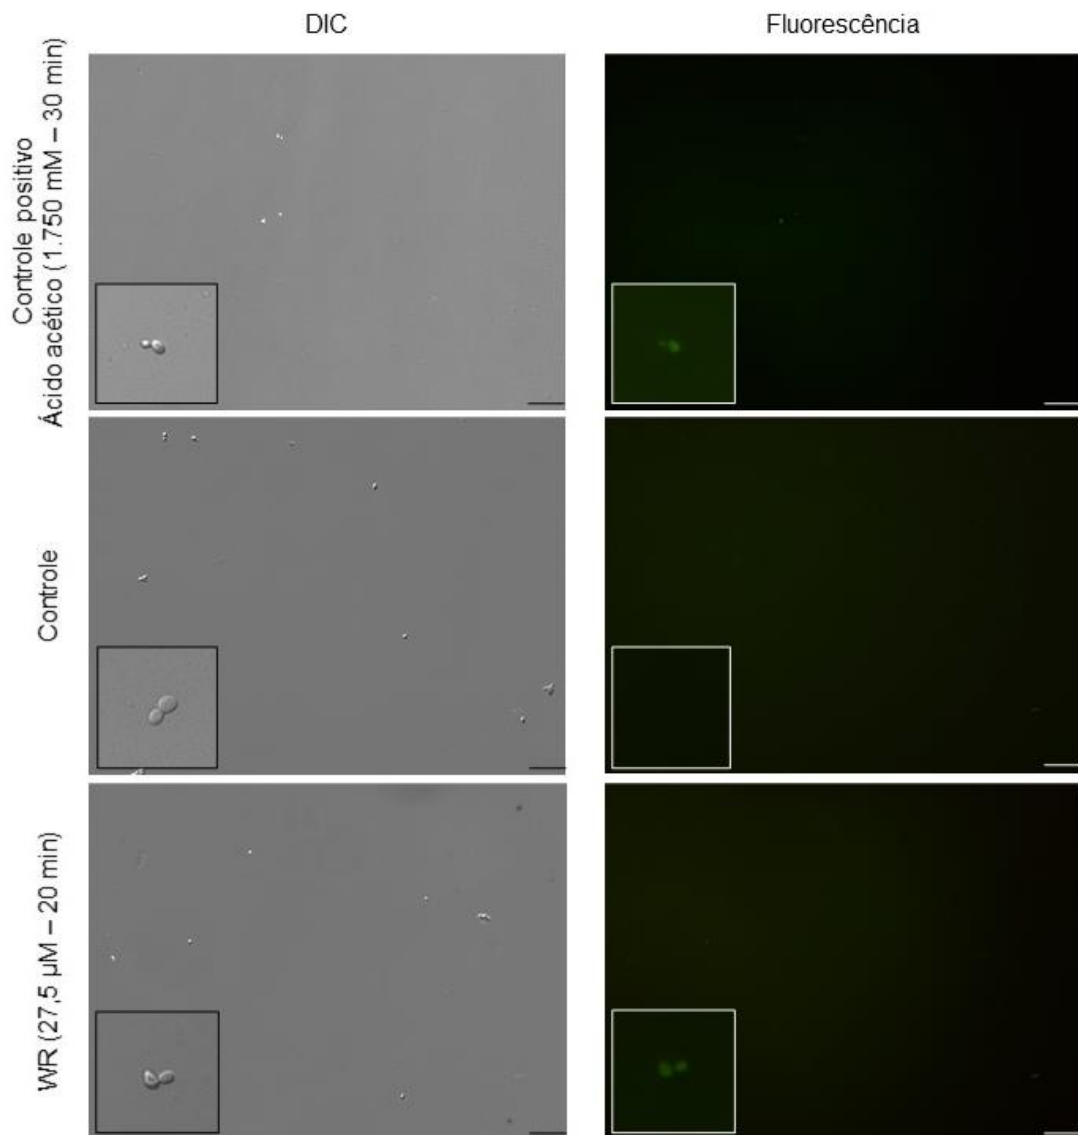 DIC
Fluorescência
Controle positivo
Ácido acético (1.750 mM – 30 min)
Controle
WR (27,5 µM – 20 min)